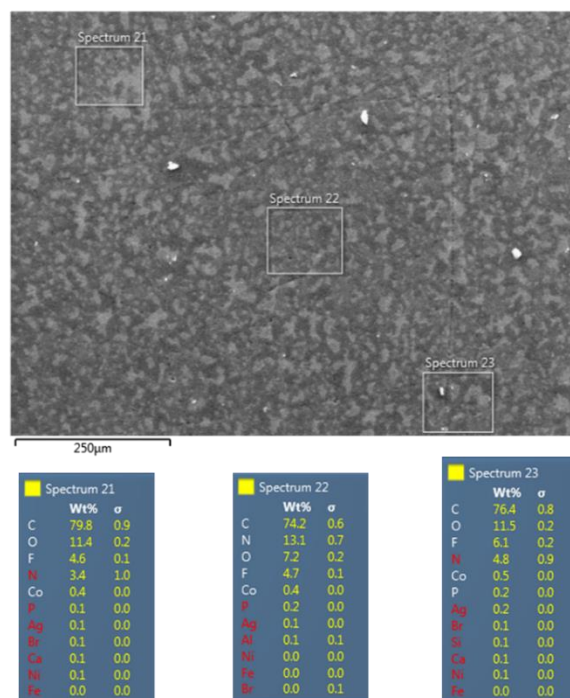 Spectrum 21
Spectrum 22
Spectrum 23
250μm
Spectrum 21
Wt% σ
C 79.8 0.9
O 11.4 0.2
F 4.6 0.1
N 3.4 1.0
Co 0.4 0.0
P 0.1 0.0
Ag 0.1 0.0
Br 0.1 0.0
Ca 0.1 0.0
Ni 0.1 0.0
Fe 0.0 0.0
Spectrum 22
Wt% σ
C 74.2 0.6
N 13.1 0.7
O 7.2 0.2
F 4.7 0.1
Co 0.4 0.0
P 0.2 0.0
Ag 0.1 0.0
Al 0.1 0.1
Ni 0.0 0.0
Fe 0.0 0.0
Br 0.0 0.1
Spectrum 23
Wt% σ
C 76.4 0.8
O 11.5 0.2
F 6.1 0.2
N 4.8 0.9
Co 0.5 0.0
P 0.2 0.0
Ag 0.2 0.0
Br 0.1 0.0
Si 0.1 0.0
Ca 0.1 0.0
Ni 0.1 0.0
Fe 0.0 0.0